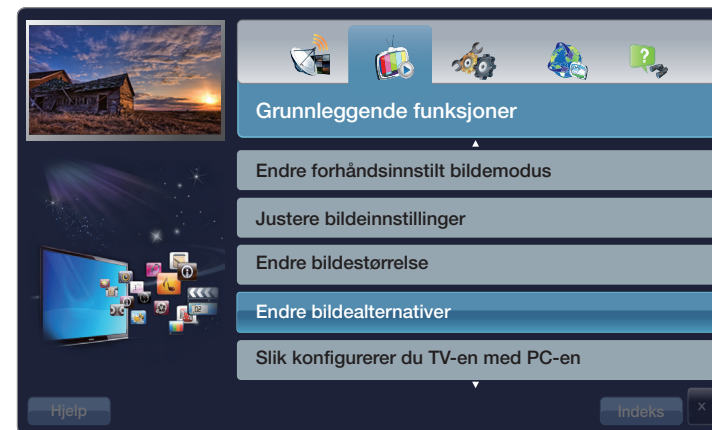 Grunnleggende funksjoner
Endre forhåndsinnstilt bildemodus
Justere bildeinnstillinger
Endre bildestørrelse
Endre bildealternativer
Slik konfigurerer du TV-en med PC-en
Hjelp
Indeks
x